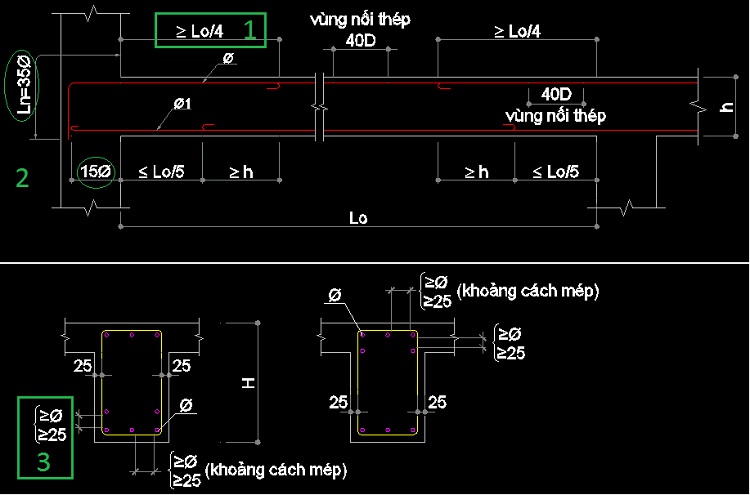 ≥ Lo/4
1
vùng nối thép
40D
≥ Lo/4
Ø
Ln=35Ø
Ø1
40D
vùng nối thép
h
2
15Ø
≤ Lo/5
≥ h
≥ h
≤ Lo/5
Lo
Ø
≥Ø
≥25
(khoảng cách mép)
≥Ø
≥25
25
25
H
25
25
≥Ø
≥25
3
Ø
≥Ø
≥25
(khoảng cách mép)